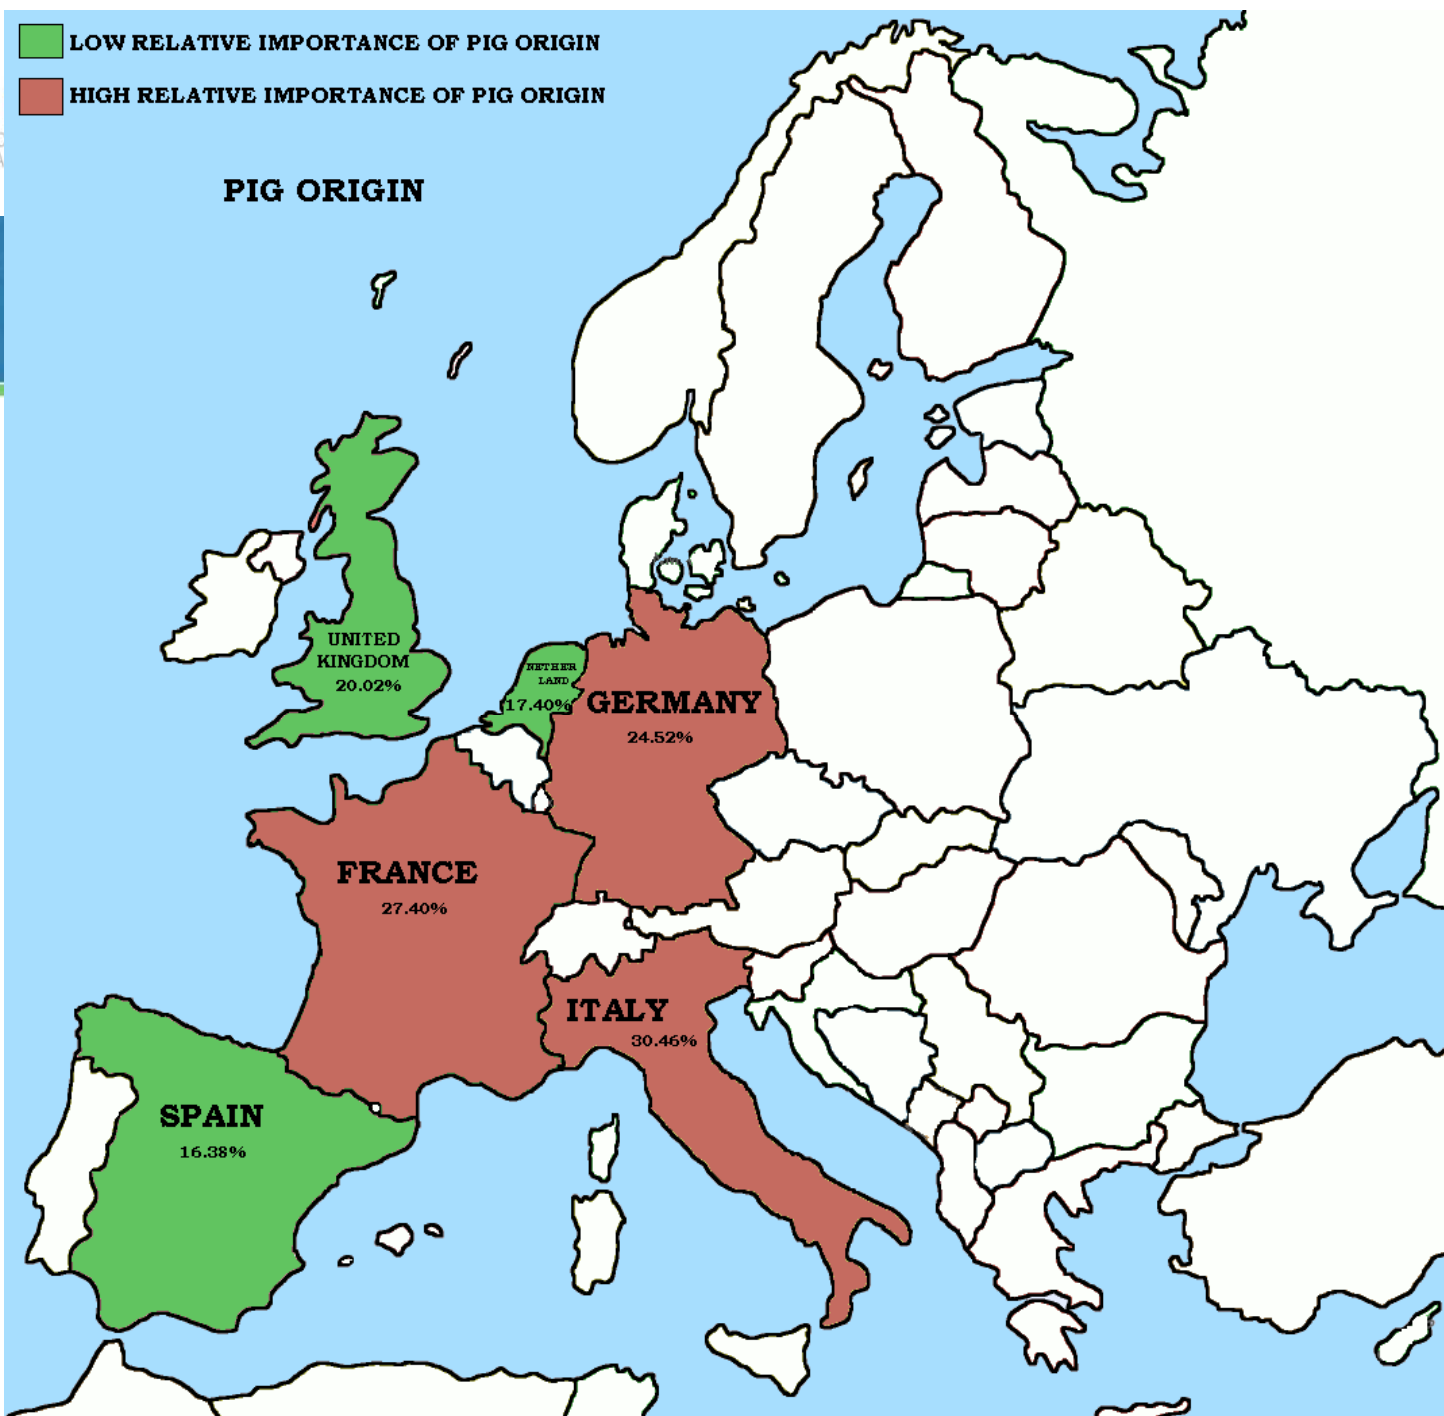 LOW RELATIVE IMPORTANCE OF PIG ORIGIN
HIGH RELATIVE IMPORTANCE OF PIG ORIGIN
PIG ORIGIN
UNITED
KINGDOM
20.02%
NETHER
LAND
17.40%
GERMANY
24.52%
FRANCE
27.40%
ITALY
30.46%
SPAIN
16.38%